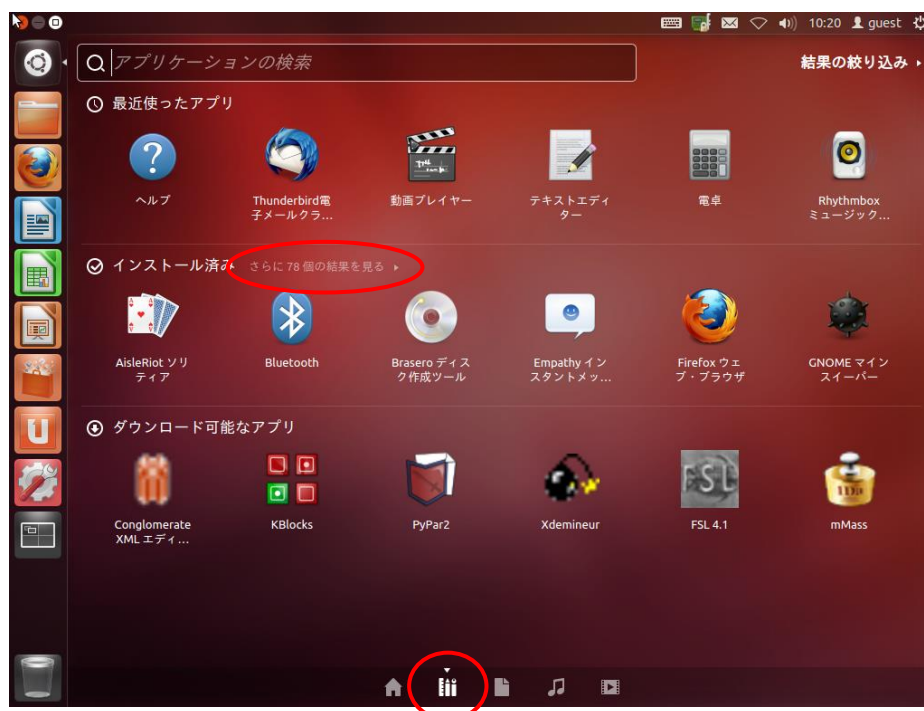 10:20 guest
アプリケーションの検索
結果の絞り込み
最近使ったアプリ
ヘルプ
Thunderbird電
子メールクラ...
動画プレイヤー
テキストエディ
ター
電卓
Rhythmbox
ミュージック...
インストール済み さらに 78 個の結果を見る
AisleRiot ソリ
ティア
Bluetooth
Brasero ディス
ク作成ツール
Empathy イン
スタントメッ...
Firefox ウェ
ブ・ブラウザ
GNOME マイン
スイーパー
ダウンロード可能なアプリ
Conglomerate
XML エディ...
KBlocks
PyPar2
Xdemineur
FSL
FSL 4.1
mMass